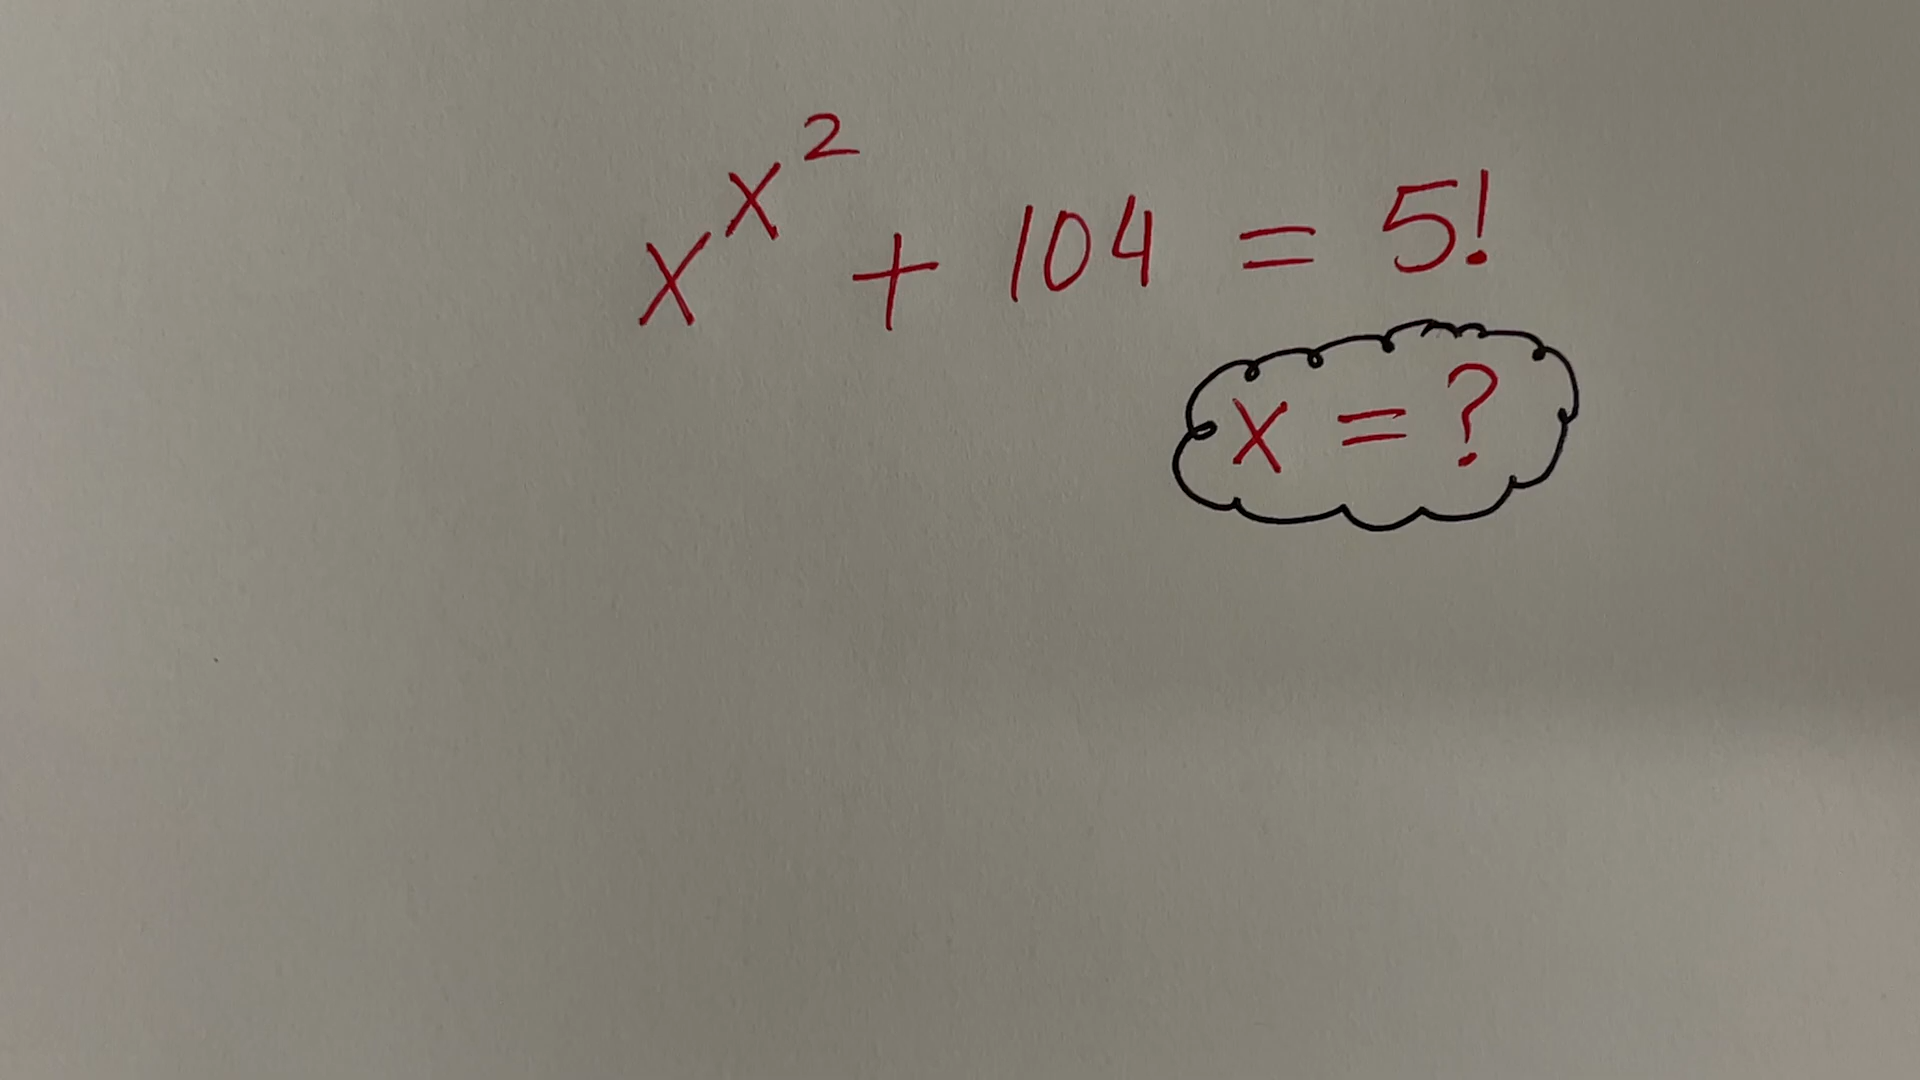 x^x^2 + 104 = 5!
x = ?